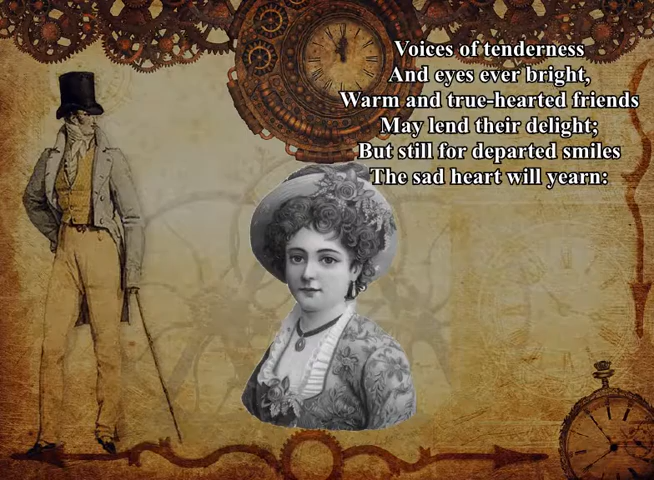 Voices of tenderness
And eyes ever bright,
Warm and true-hearted friends
May lend their delight;
But still for departed smiles
The sad heart will yearn: